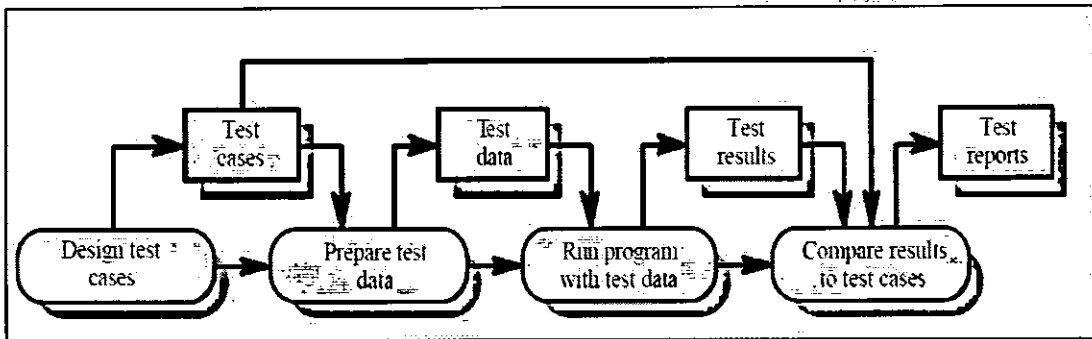 Test
cases
Test
data
Test
results
Test
reports
Design test
cases
Prepare test
data
Run program
with test data
Compare results
to test cases